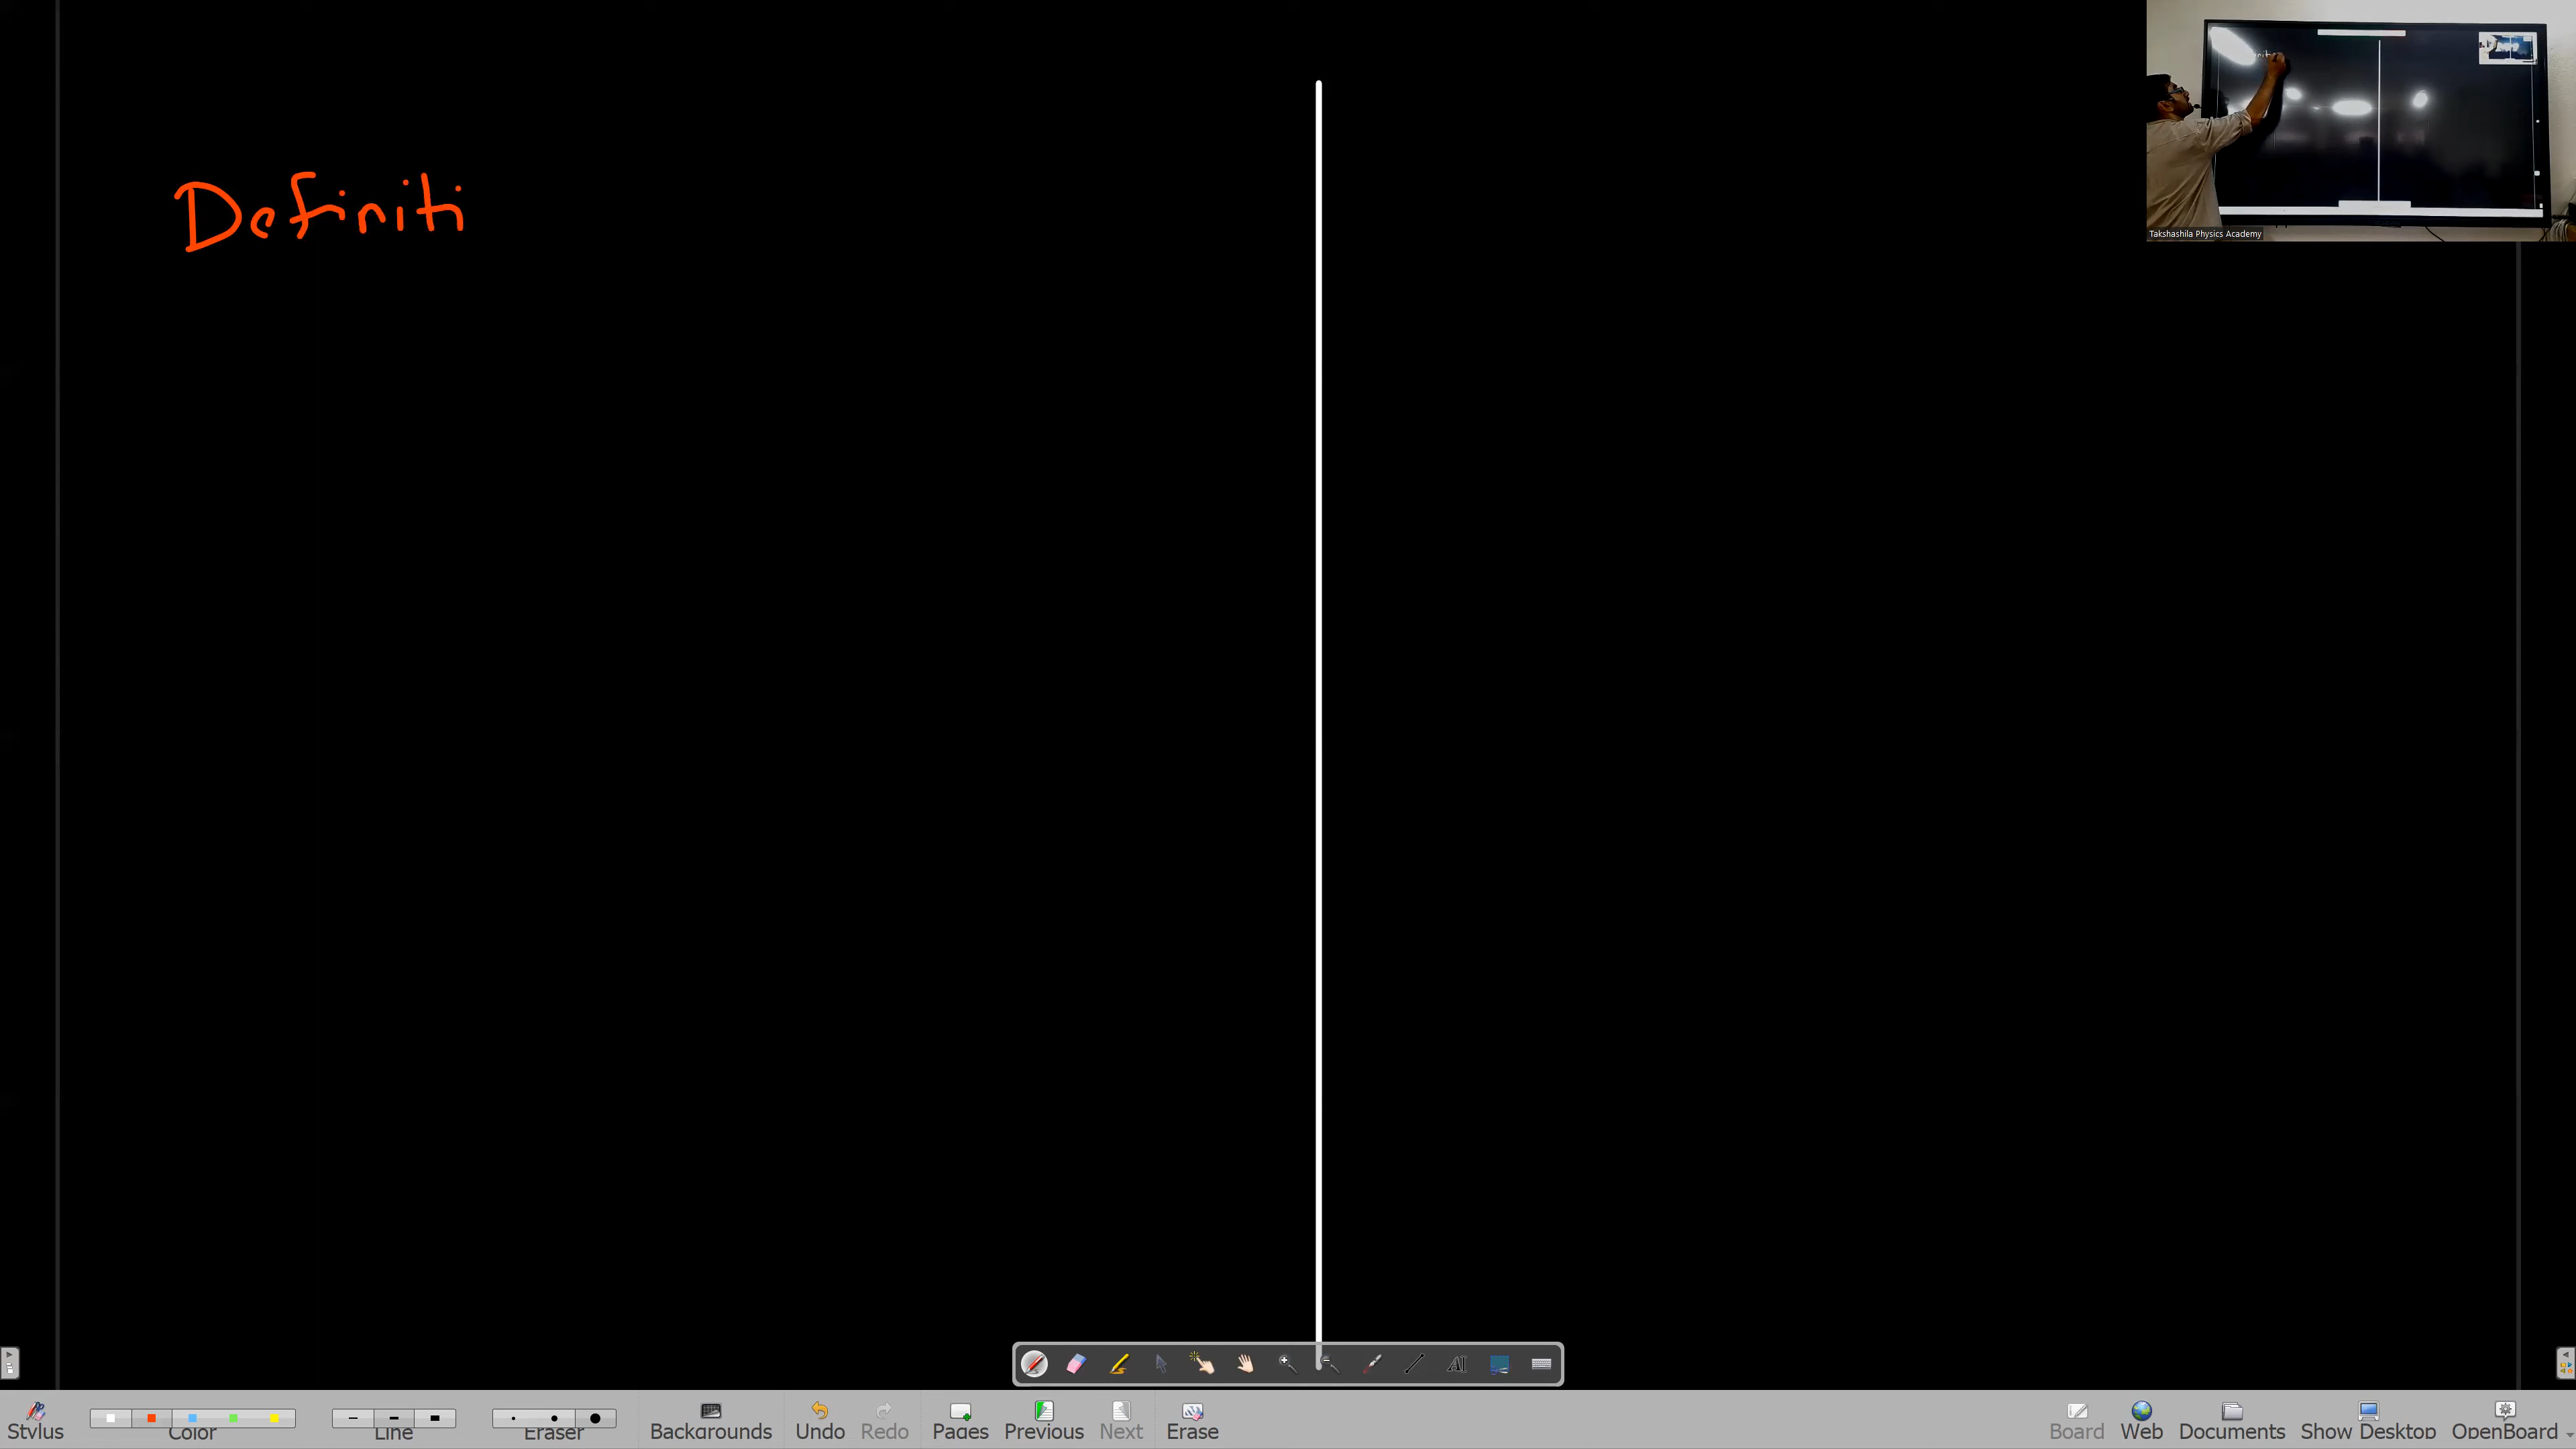 Definiti
Takshashila Physics Academy
Stylus
Color
Line
Eraser
Backgrounds
Undo
Redo
Pages
Previous
Next
Erase
Board
Web
Documents
Show Desktop
OpenBoard